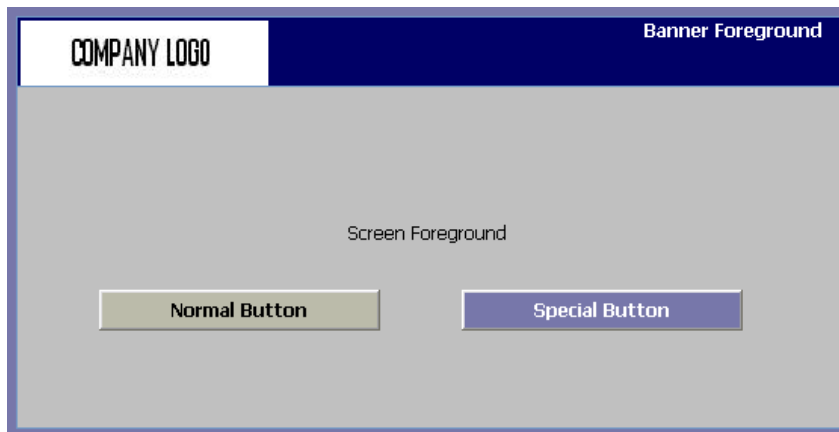 COMPANY LOGO
Banner Foreground
Screen Foreground
Normal Button
Special Button